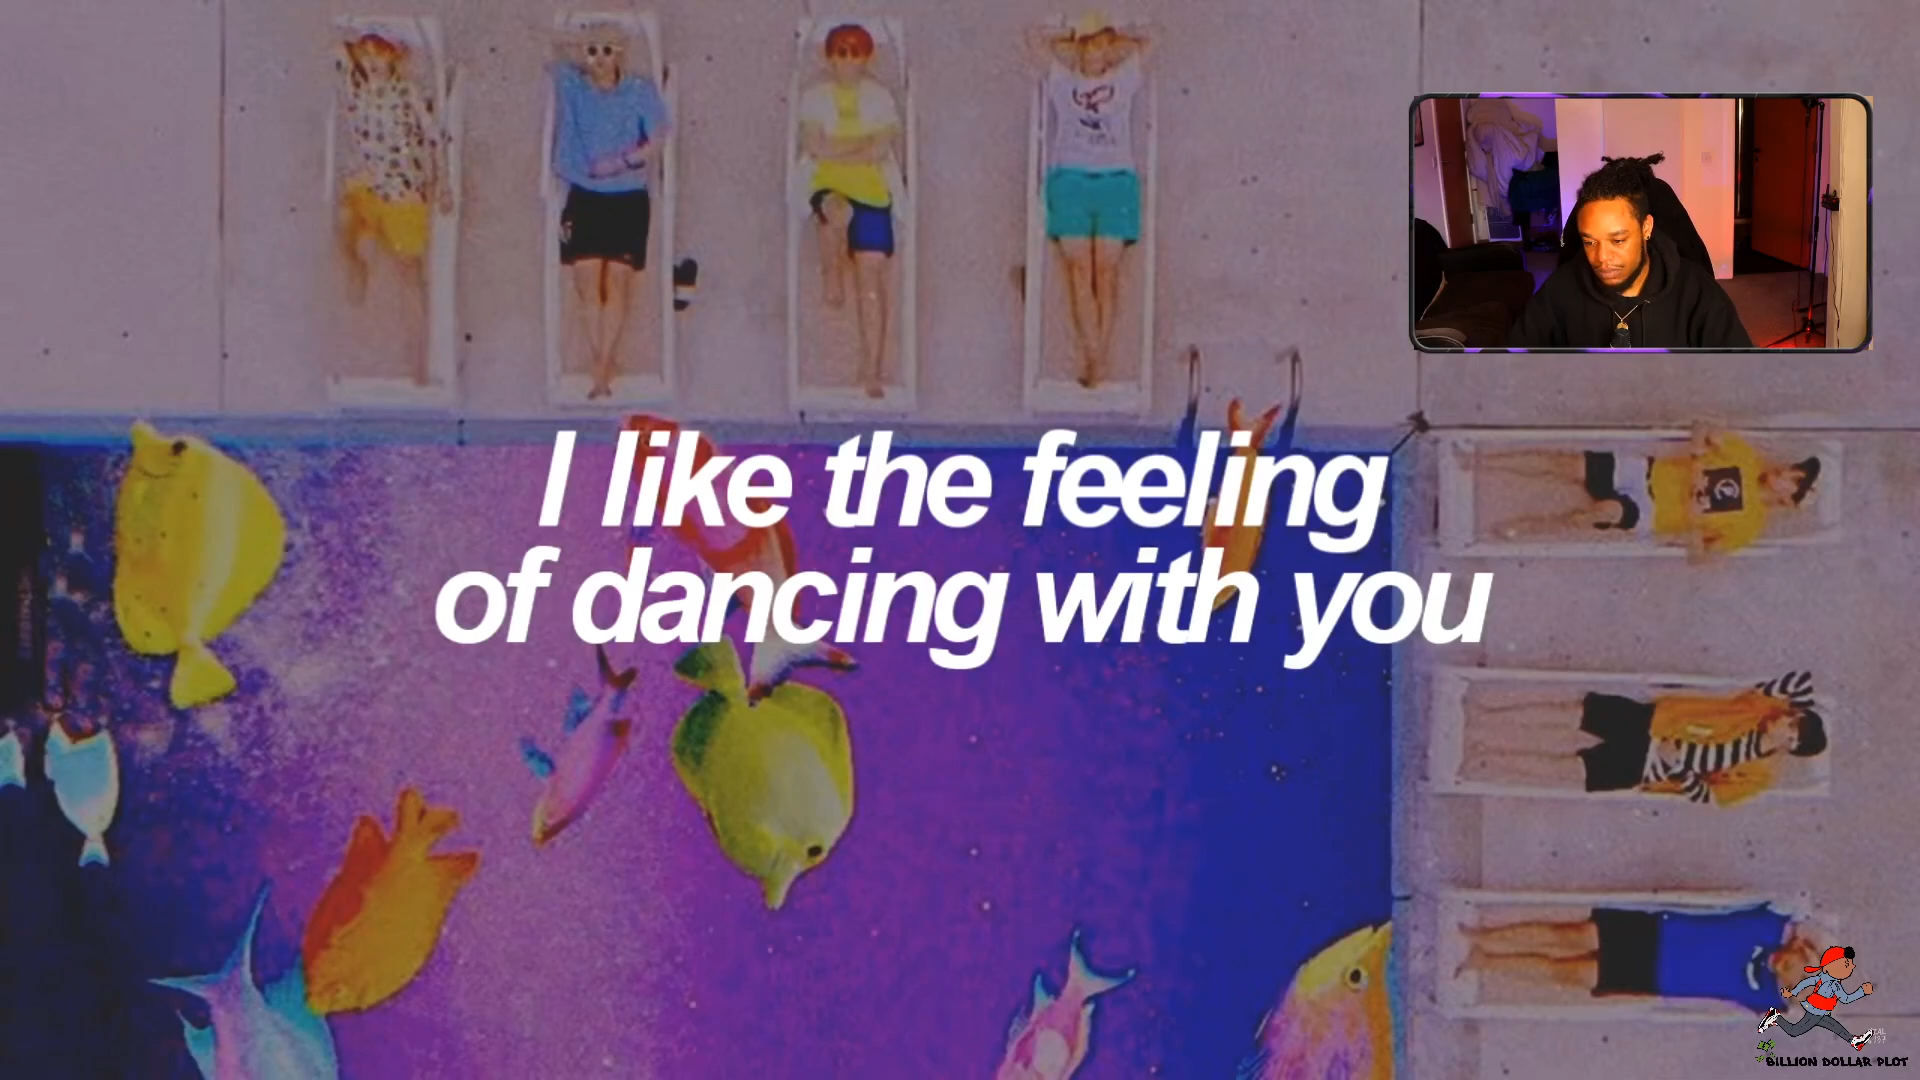 I like the feeling
of dancing with you
BILLION DOLLAR PLOT